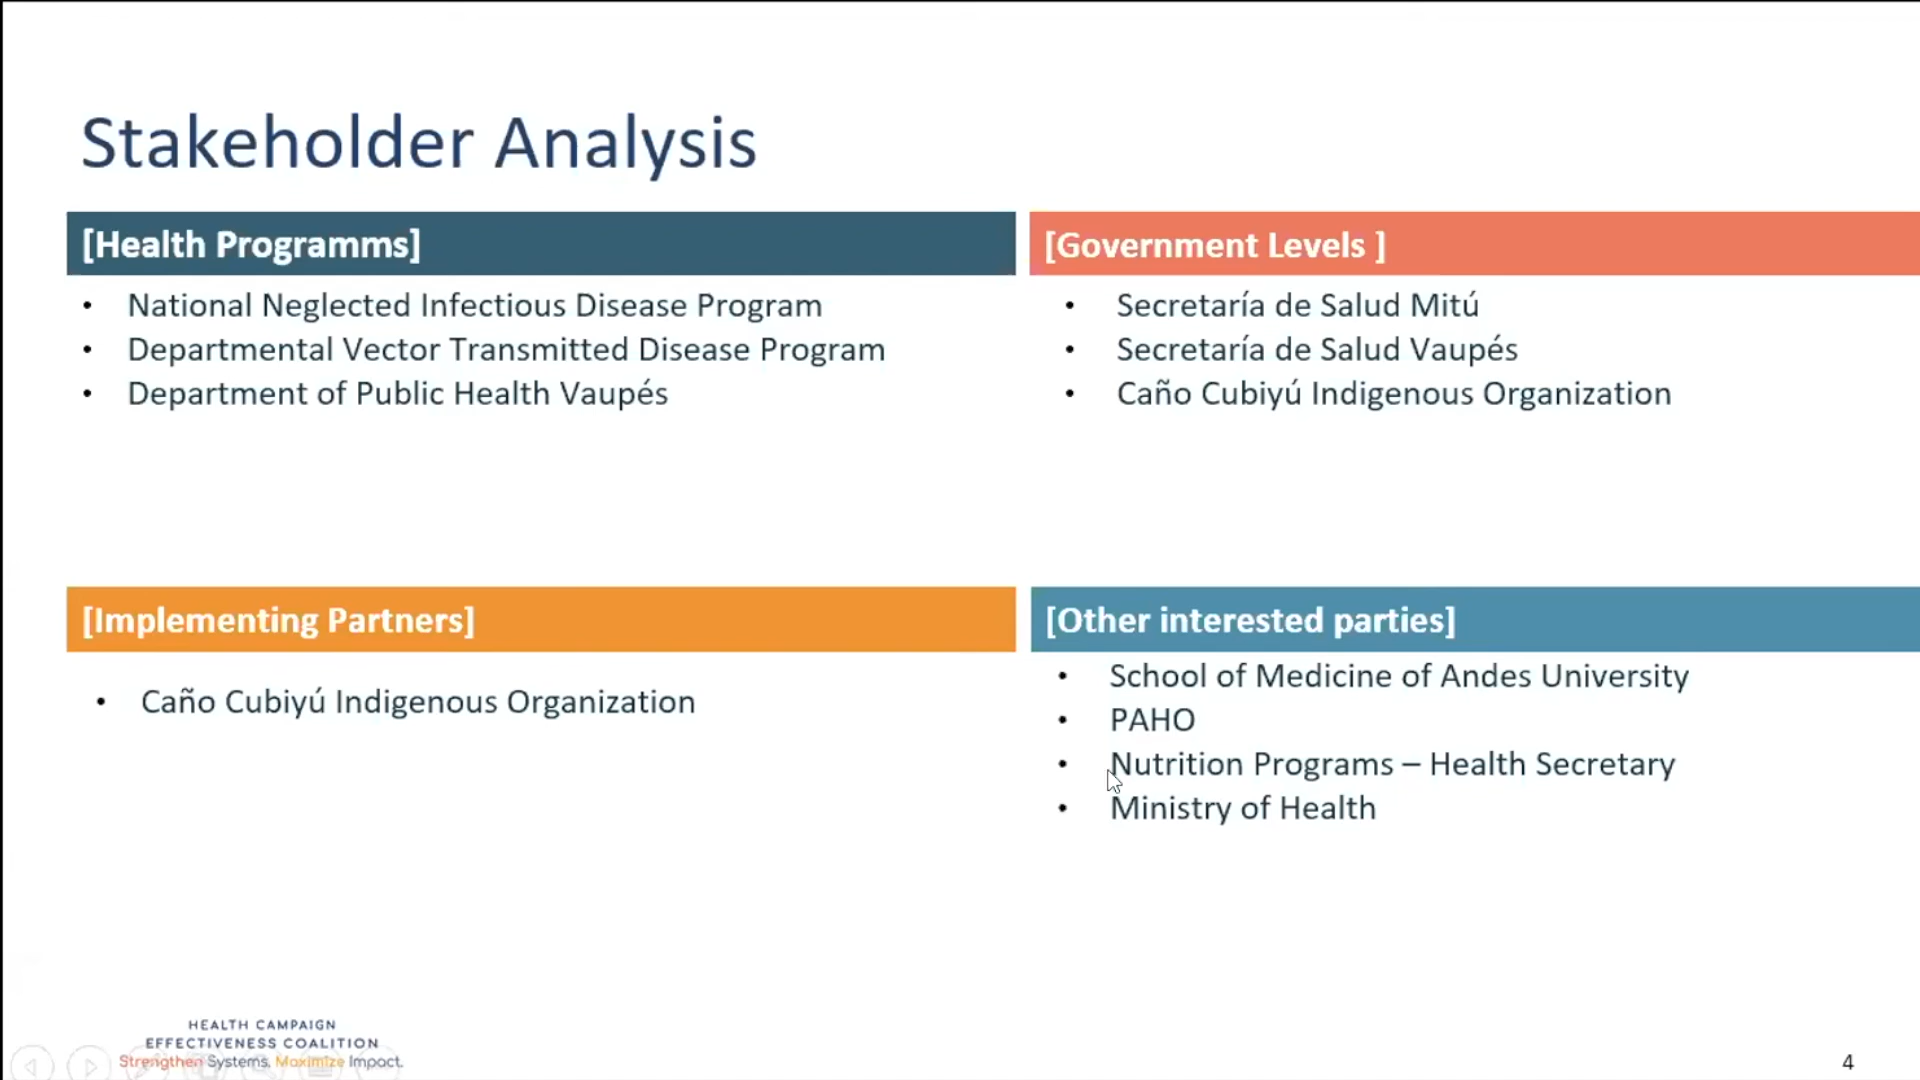 Stakeholder Analysis
[Health Programms]
• National Neglected Infectious Disease Program
• Departmental Vector Transmitted Disease Program
• Department of Public Health Vaupés
[Government Levels ]
• Secretaría de Salud Mitú
• Secretaría de Salud Vaupés
• Caño Cubiyú Indigenous Organization
[Implementing Partners]
• Caño Cubiyú Indigenous Organization
[Other interested parties]
• School of Medicine of Andes University
• PAHO
• Nutrition Programs – Health Secretary
• Ministry of Health
HEALTH CAMPAIGN
EFFECTIVENESS COALITION
Strengthen Systems. Maximize Impact.
4